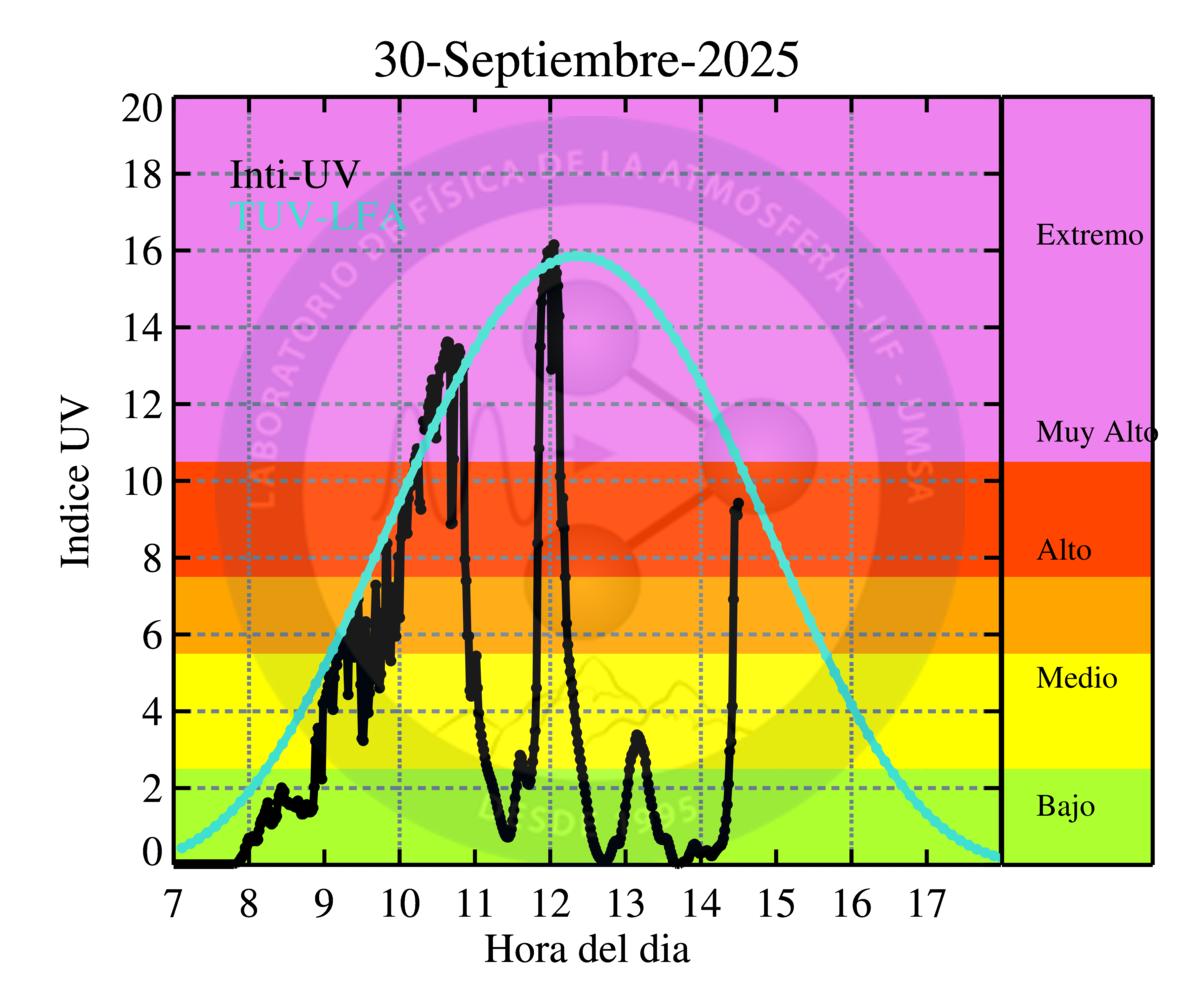 30-Septiembre-2025
20
18
16
14
12
10
8
6
4
2
0
Indice UV
Inti-UV
TUV-LFA
LABORATORIO DE FÍSICA DE LA ATMÓSFERA - IIF - UMSA
DESDE 1995
Extremo
Muy Alto
Alto
Medio
Bajo
7 8 9 10 11 12 13 14 15 16 17
Hora del dia